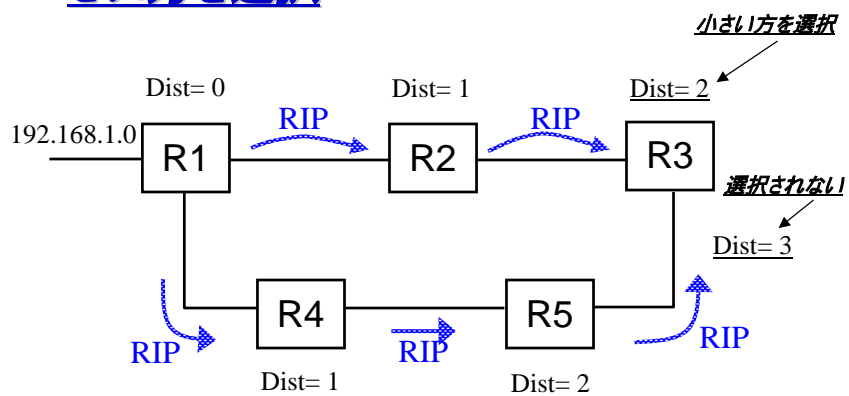 小さい方を選択
Dist= 0
Dist= 1
Dist= 2
RIP
RIP
192.168.1.0
R1
R2
R3
選択されない
Dist= 3
R4
R5
RIP
RIP
RIP
Dist= 1
Dist= 2